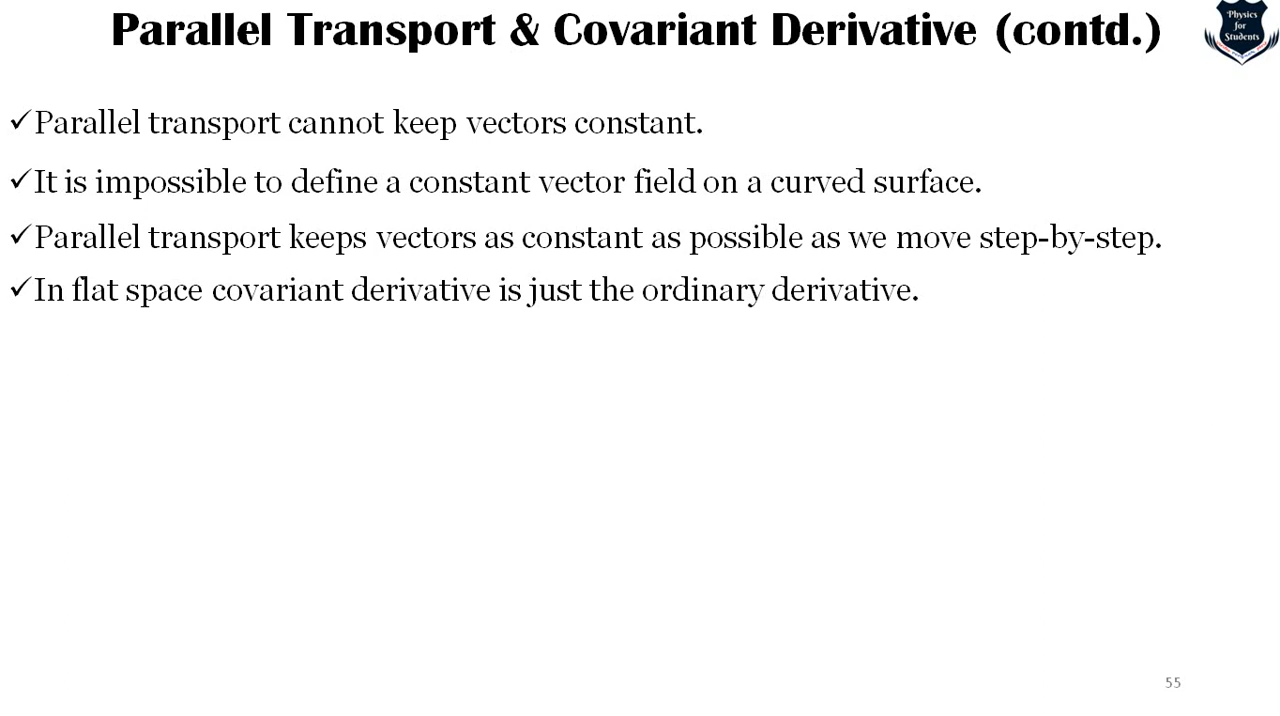 Parallel Transport & Covariant Derivative (contd.)
Physics
for
Students
✓Parallel transport cannot keep vectors constant.
✓It is impossible to define a constant vector field on a curved surface.
✓Parallel transport keeps vectors as constant as possible as we move step-by-step.
✓In flat space covariant derivative is just the ordinary derivative.
55